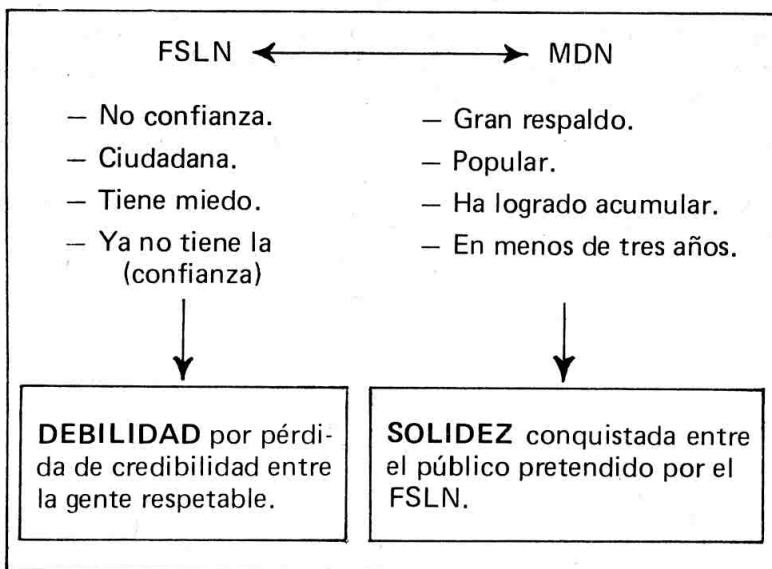 FSLN MDN
— No confianza.
— Ciudadana.
— Tiene miedo.
— Ya no tiene la
(confianza)
— Gran respaldo.
— Popular.
— Ha logrado acumular.
— En menos de tres años.
DEBILIDAD por pérdi-
da de credibilidad entre
la gente respetable.
SOLIDEZ conquistada entre
el público pretendido por el
FSLN.